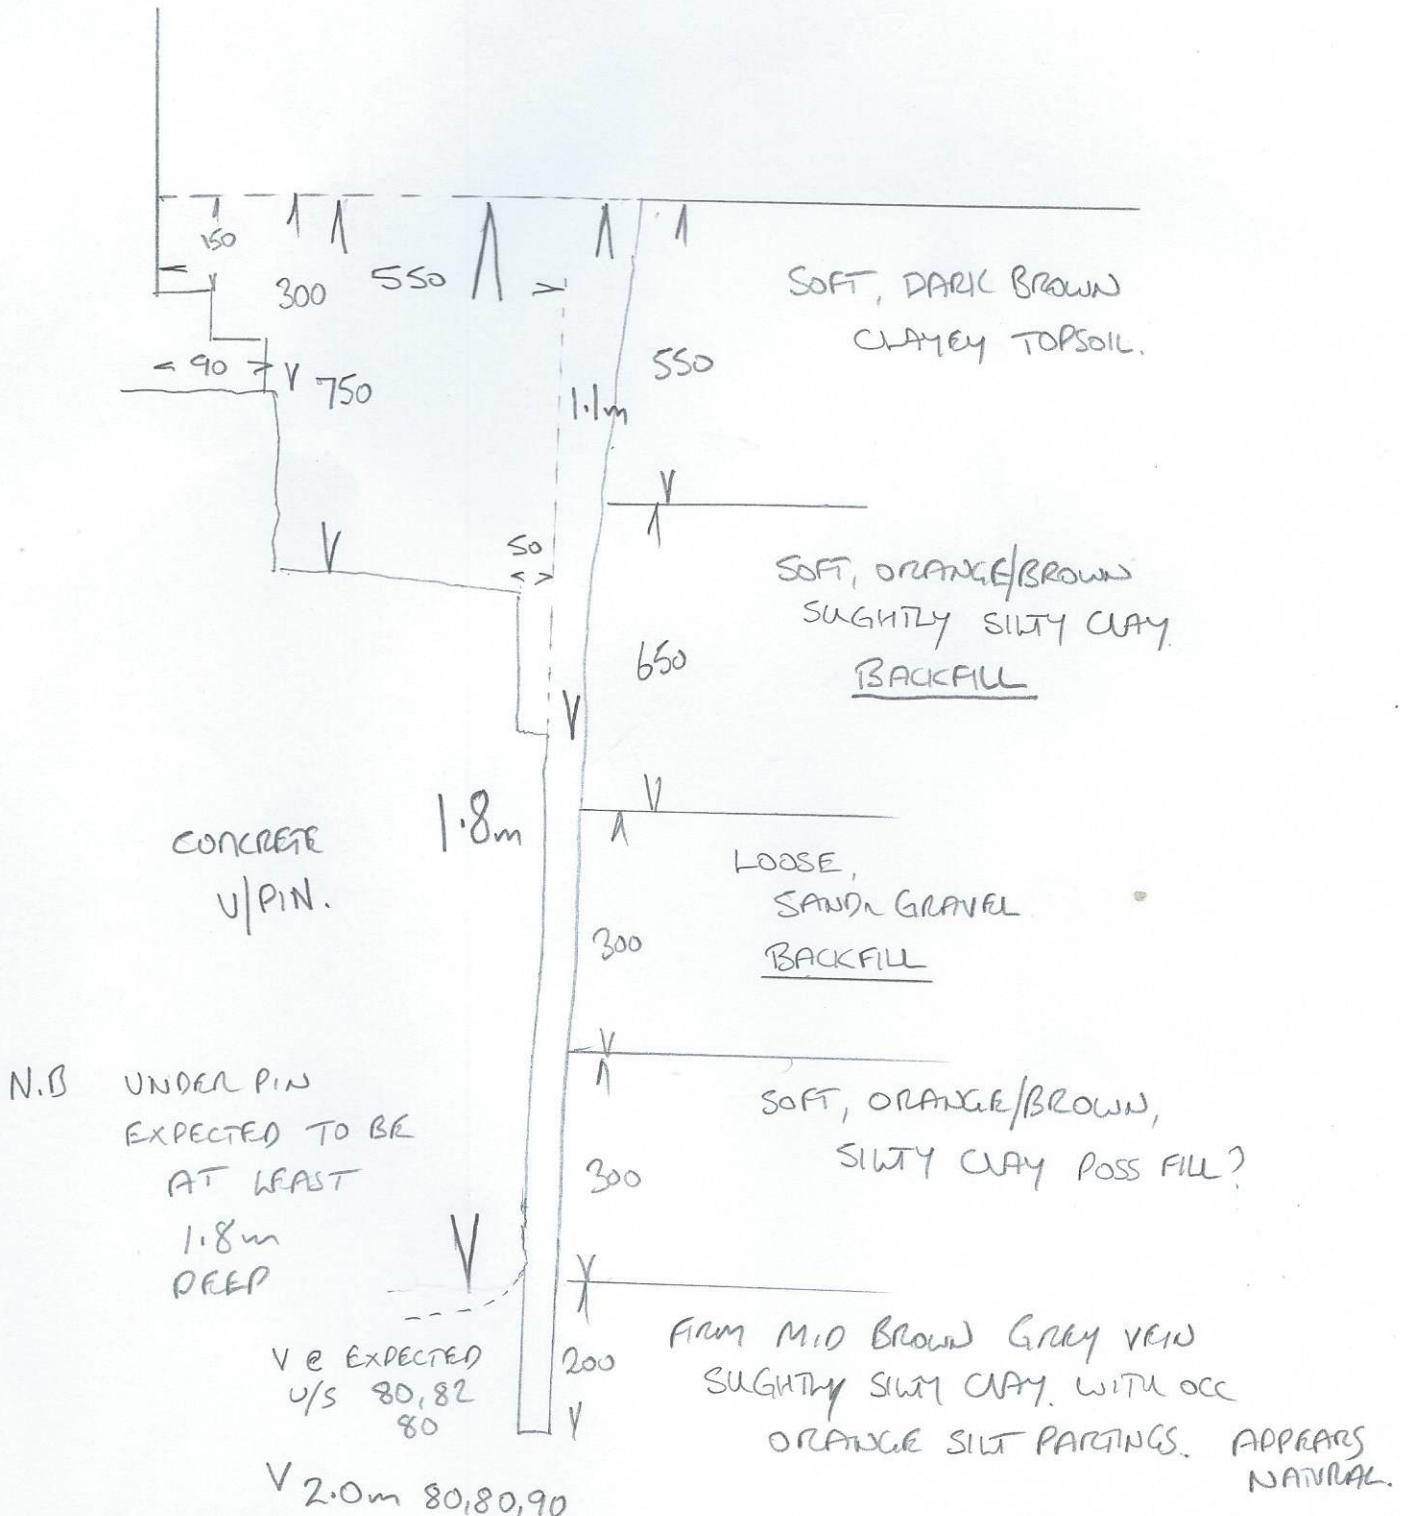 150
300
550
90
750
1.1m
550
SOFT, DARK BROWN
CLAYEY TOPSOIL.
50
650
SOFT, ORANGE/BROWN
SLIGHTLY SILTY CLAY
BACKFILL
CONCRETE
U/PIN.
1.8m
300
LOOSE,
SAND & GRAVEL
BACKFILL
N.B UNDER PIN
EXPECTED TO BE
AT LEAST
1.8m
DEEP
300
SOFT, ORANGE/BROWN,
SILTY CLAY POSS FILL?
V @ EXPECTED
U/S 80,82
80
V 2.0m 80,80,90
200
FIRM MID BROWN GREY VEIN
SLIGHTLY SILTY CLAY. WITH OCC
ORANGE SILT PARTINGS. APPEARS
NATURAL.